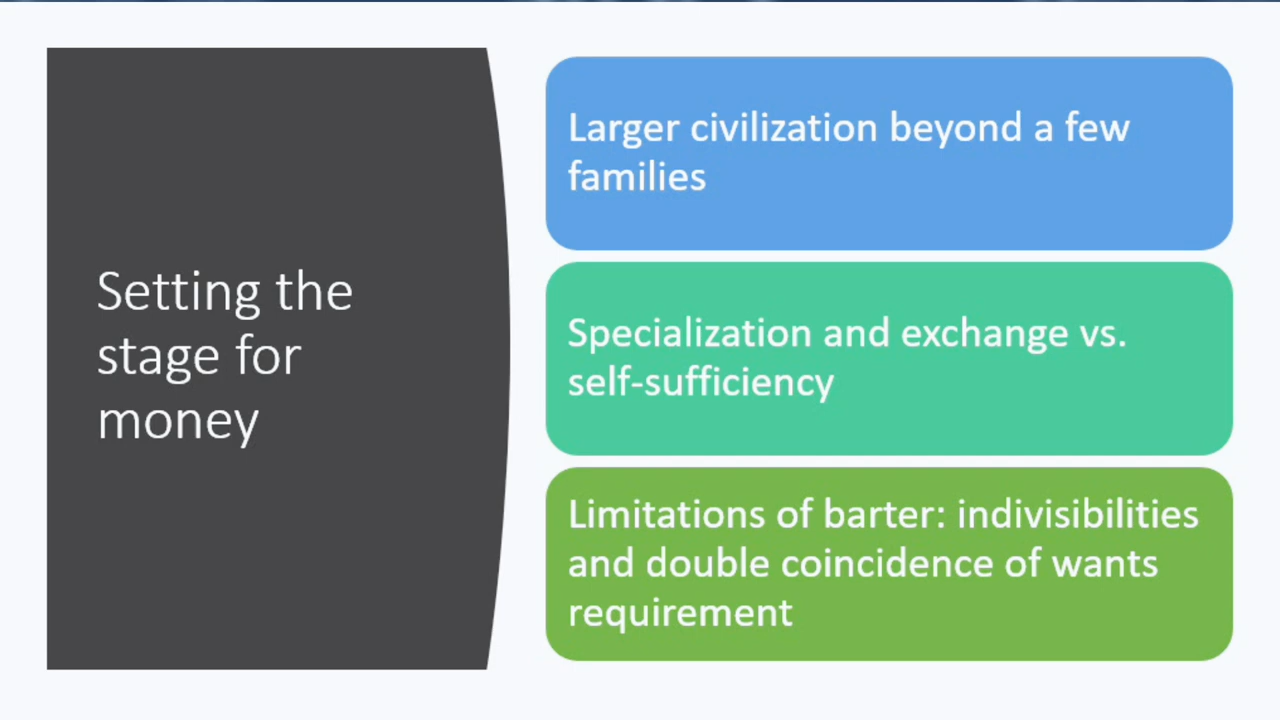 Setting the
stage for
money
Larger civilization beyond a few
families
Specialization and exchange vs.
self-sufficiency
Limitations of barter: indivisibilities
and double coincidence of wants
requirement